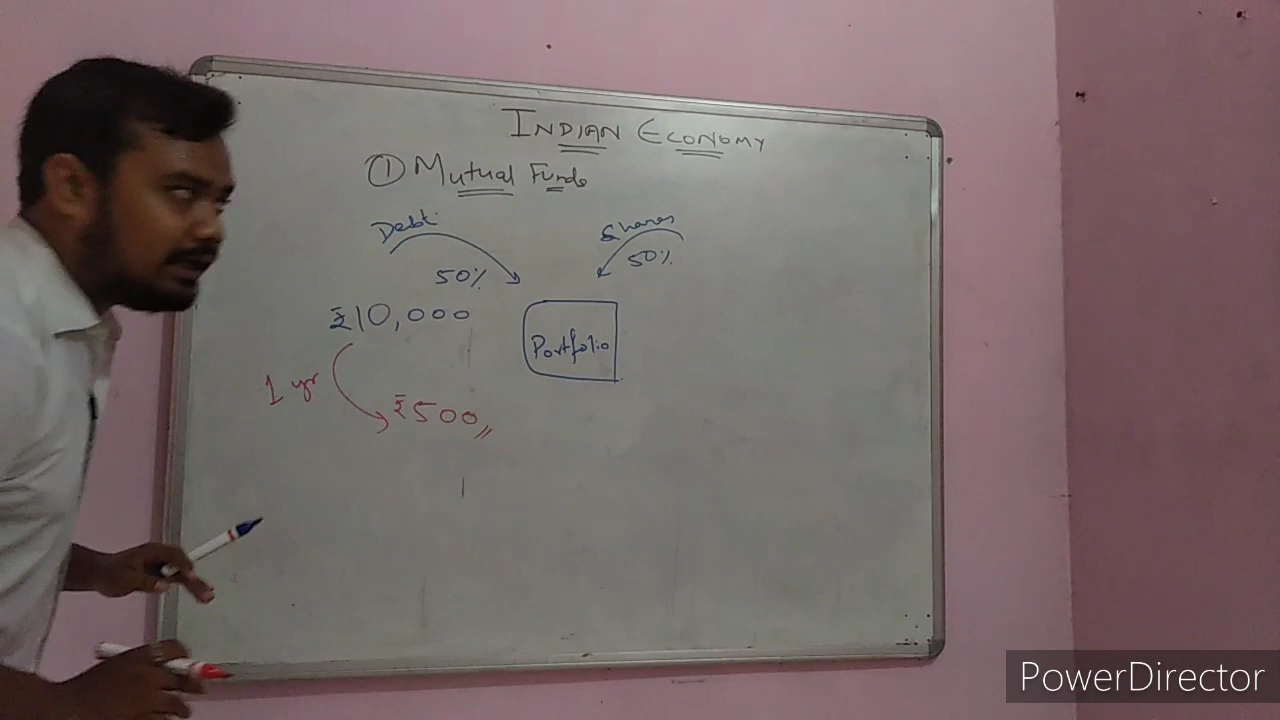 INDIAN ECONOMY
① Mutual Funds
Debt
Shares
50%
50%
₹10,000
Portfolio
1 yr
₹500
PowerDirector